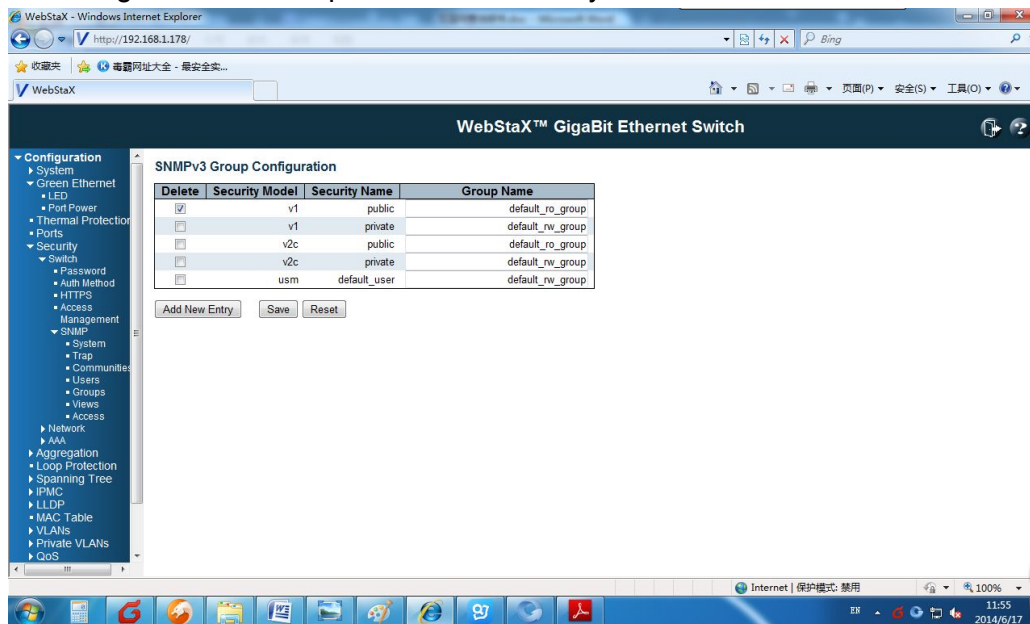 WebStaX - Windows Internet Explorer
http://192.168.1.178/
Bing
收藏夹 毒霸网址大全 - 最安全实...
WebStaX
页面(P) 安全(S) 工具(O)
WebStaX™ GigaBit Ethernet Switch
Configuration
System
Green Ethernet
LED
Port Power
Thermal Protection
Ports
Security
Switch
Password
Auth Method
HTTPS
Access
Management
SNMP
System
Trap
Communities
Users
Groups
Views
Access
Network
AAA
Aggregation
Loop Protection
Spanning Tree
IPMC
LLDP
MAC Table
VLANs
Private VLANs
QoS
SNMPv3 Group Configuration
Delete Security Model Security Name Group Name
v1 public default_ro_group
v1 private default_rw_group
v2c public default_ro_group
v2c private default_rw_group
usm default_user default_rw_group
Add New Entry Save Reset
Internet | 保护模式: 禁用 100%
EN 11:55
2014/6/17